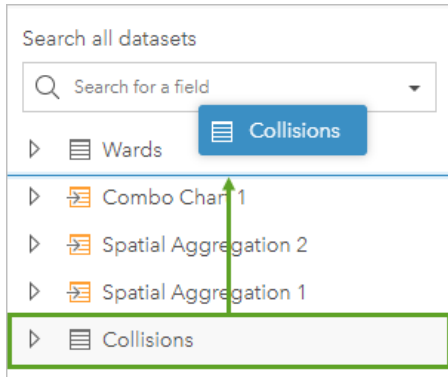 Search all datasets
Search for a field
Collisions
Wards
Combo Chart 1
Spatial Aggregation 2
Spatial Aggregation 1
Collisions